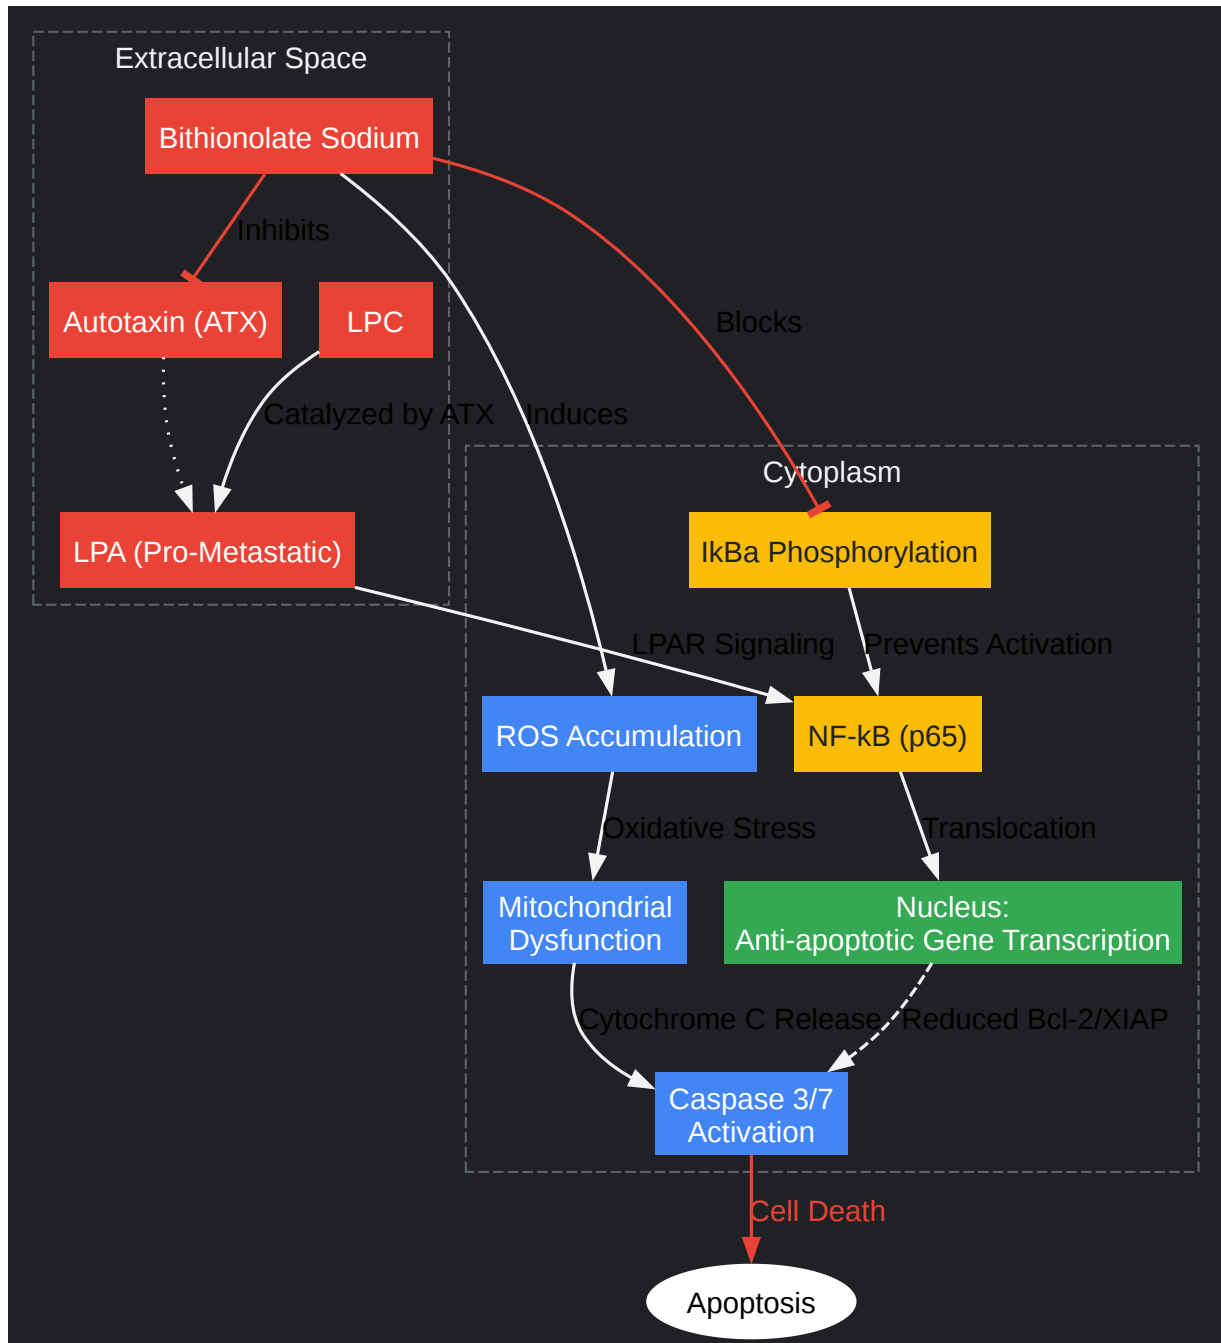 Extracellular Space
Bithionolate Sodium
Inhibits
Autotaxin (ATX)
LPC
Blocks
Catalyzed by ATX
Induces
Cytoplasm
LPA (Pro-Metastatic)
IkBa Phosphorylation
LPAR Signaling
Prevents Activation
ROS Accumulation
NF-kB (p65)
Oxidative Stress
Translocation
Mitochondrial
Dysfunction
Nucleus:
Anti-apoptotic Gene Transcription
Cytochrome C Release
Reduced Bcl-2/XIAP
Caspase 3/7
Activation
Cell Death
Apoptosis